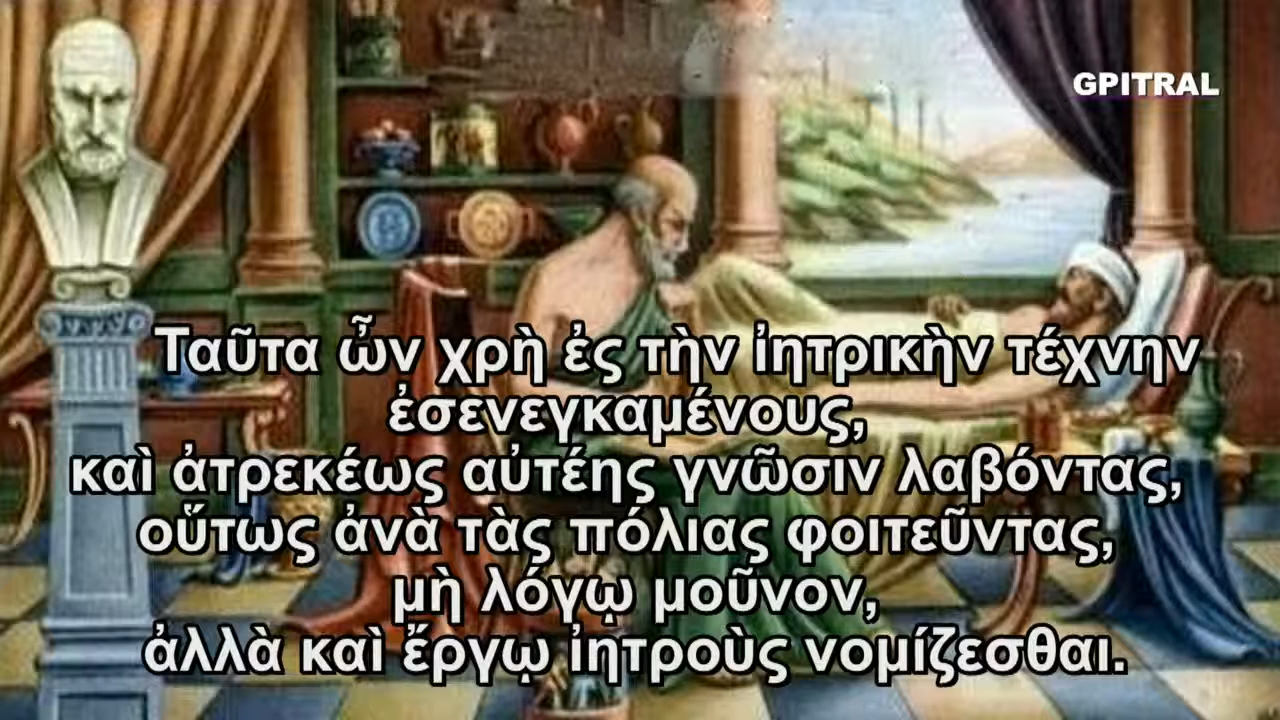 GPITRAL
Ταῦτα ὦν χρὴ ἐς τὴν ἰητρικὴν τέχνην
ἐσενεγκαμένους,
καὶ ἀτρεκέως αὐτέης γνῶσιν λαβόντας,
οὕτως ἀνὰ τὰς πόλιας φοιτεῦντας,
μὴ λόγῳ μοῦνον,
ἀλλὰ καὶ ἔργῳ ἰητροὺς νομίζεσθαι.